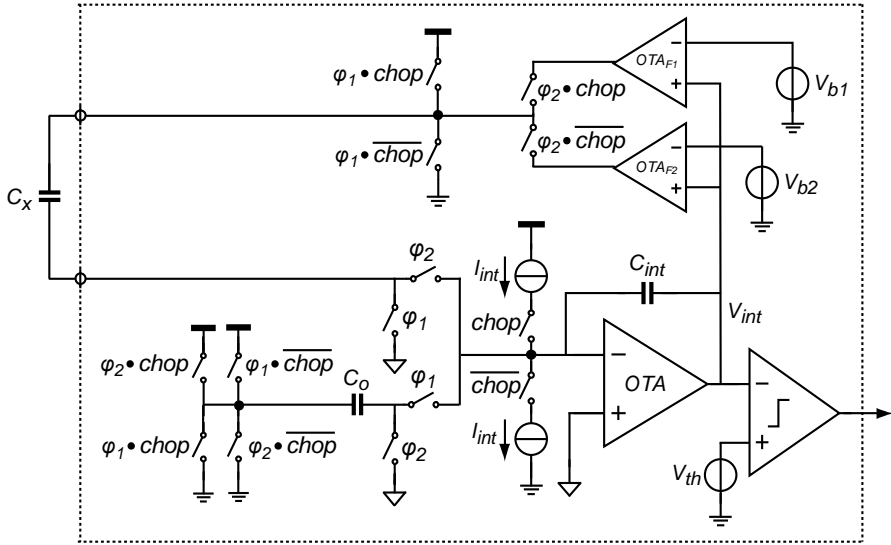 φ1•chop
OTAF1
−
+
Vb1
φ2•chop
φ1•chop
φ2•chop
OTAF2
−
+
Vb2
Cx
φ2
Iint
Cint
φ1
chop
Vint
φ2•chop
φ1•chop
Co
φ1
chop
−
OTA
+
−
+
φ1•chop
φ2•chop
φ2
Iint
Vth